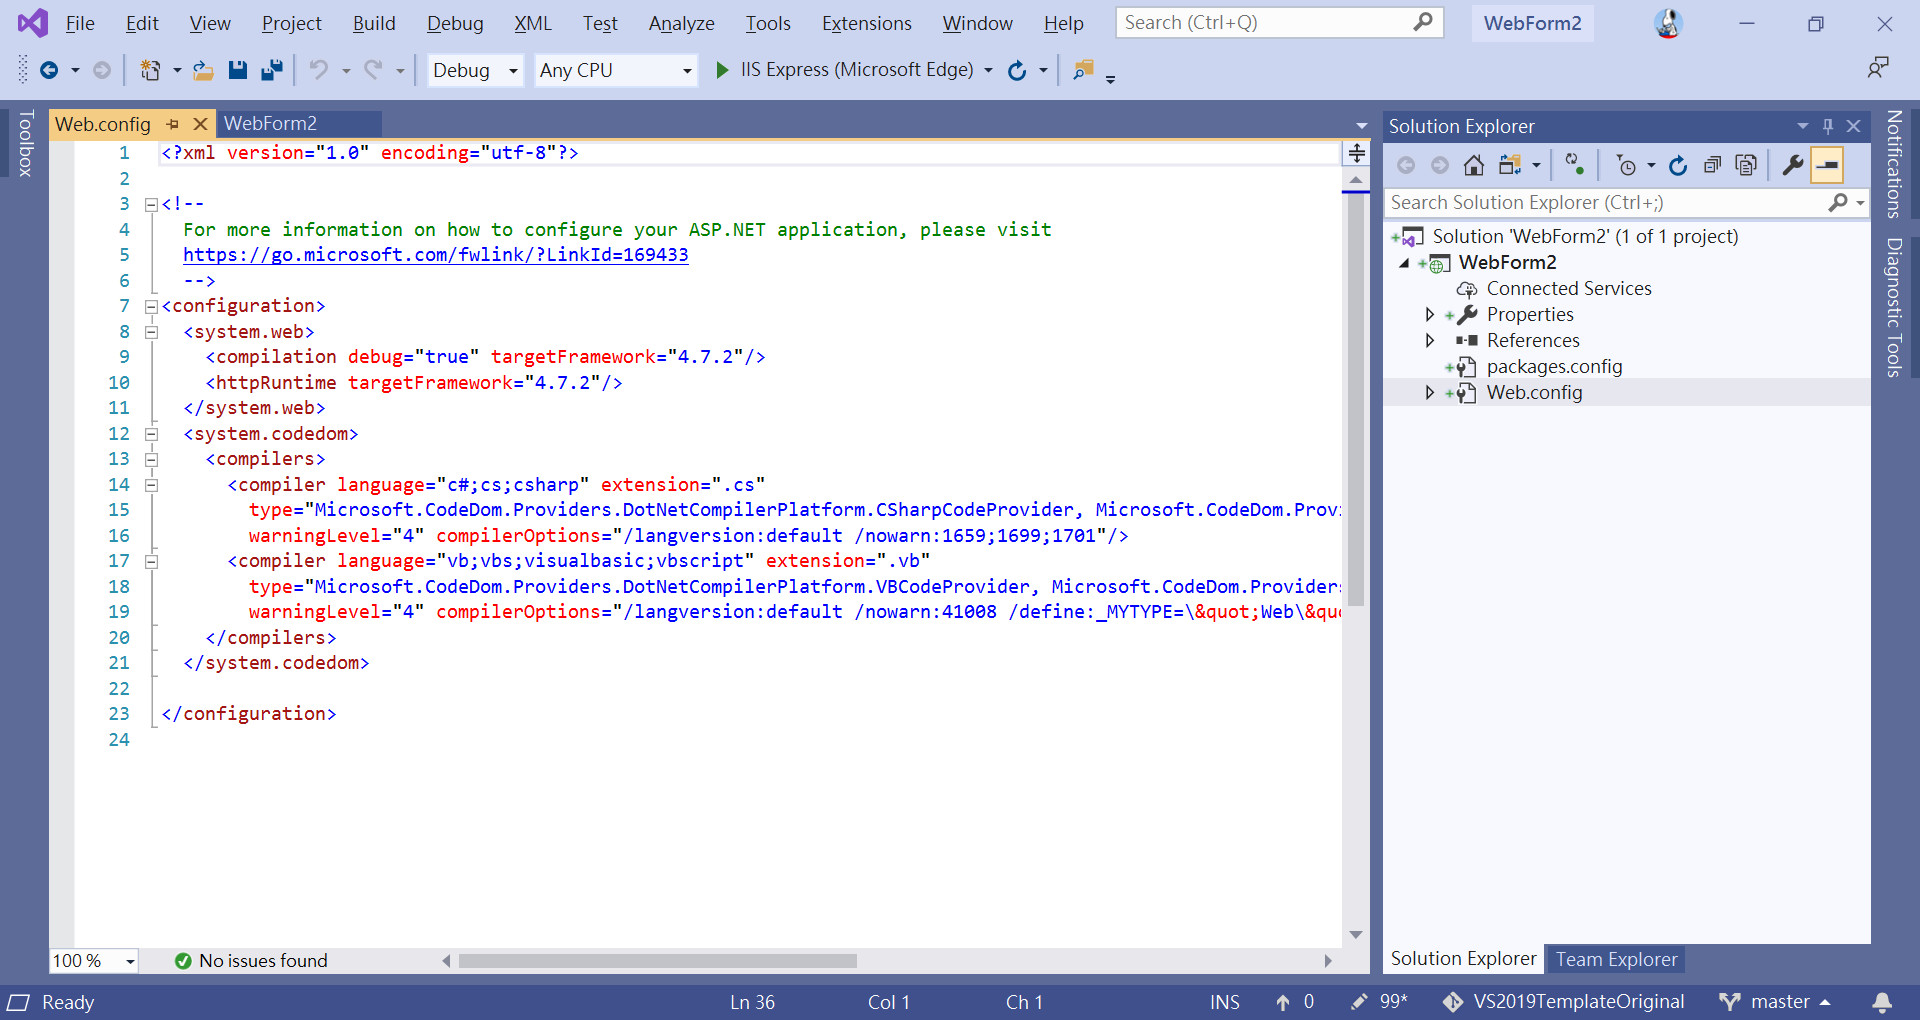 File Edit View Project Build Debug XML Test Analyze Tools Extensions Window Help Search (Ctrl+Q) WebForm2
Debug Any CPU IIS Express (Microsoft Edge)
Toolbox
Web.config WebForm2
1 <?xml version="1.0" encoding="utf-8"?>
2
3 <!--
4 For more information on how to configure your ASP.NET application, please visit
5 https://go.microsoft.com/fwlink/?LinkId=169433
6 -->
7 <configuration>
8 <system.web>
9 <compilation debug="true" targetFramework="4.7.2"/>
10 <httpRuntime targetFramework="4.7.2"/>
11 </system.web>
12 <system.codedom>
13 <compilers>
14 <compiler language="c#;cs;csharp" extension=".cs"
15 type="Microsoft.CodeDom.Providers.DotNetCompilerPlatform.CSharpCodeProvider, Microsoft.CodeDom.Prov
16 warningLevel="4" compilerOptions="/langversion:default /nowarn:1659;1699;1701"/>
17 <compiler language="vb;vbs;visualbasic;vbscript" extension=".vb"
18 type="Microsoft.CodeDom.Providers.DotNetCompilerPlatform.VBCodeProvider, Microsoft.CodeDom.Providers
19 warningLevel="4" compilerOptions="/langversion:default /nowarn:41008 /define:_MYTYPE=\&quot;Web\&quo
20 </compilers>
21 </system.codedom>
22
23 </configuration>
24
100 % No issues found
Solution Explorer
Search Solution Explorer (Ctrl+;)
Solution 'WebForm2' (1 of 1 project)
WebForm2
Connected Services
Properties
References
packages.config
Web.config
Solution Explorer Team Explorer
Notifications
Diagnostic Tools
Ready Ln 36 Col 1 Ch 1 INS 0 99* VS2019TemplateOriginal master